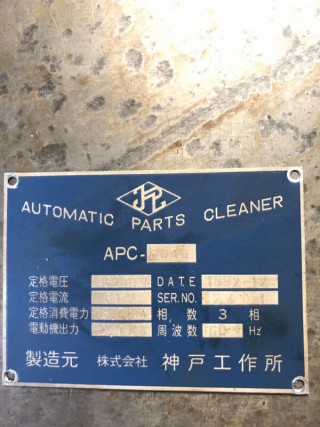 AUTOMATIC PARTS CLEANER
APC-
定格電圧 DATE
定格電流 SER.NO.
定格消費電力 相数 3 相
電動機出力 周波数 60 Hz
製造元 株式会社 神戸工作所